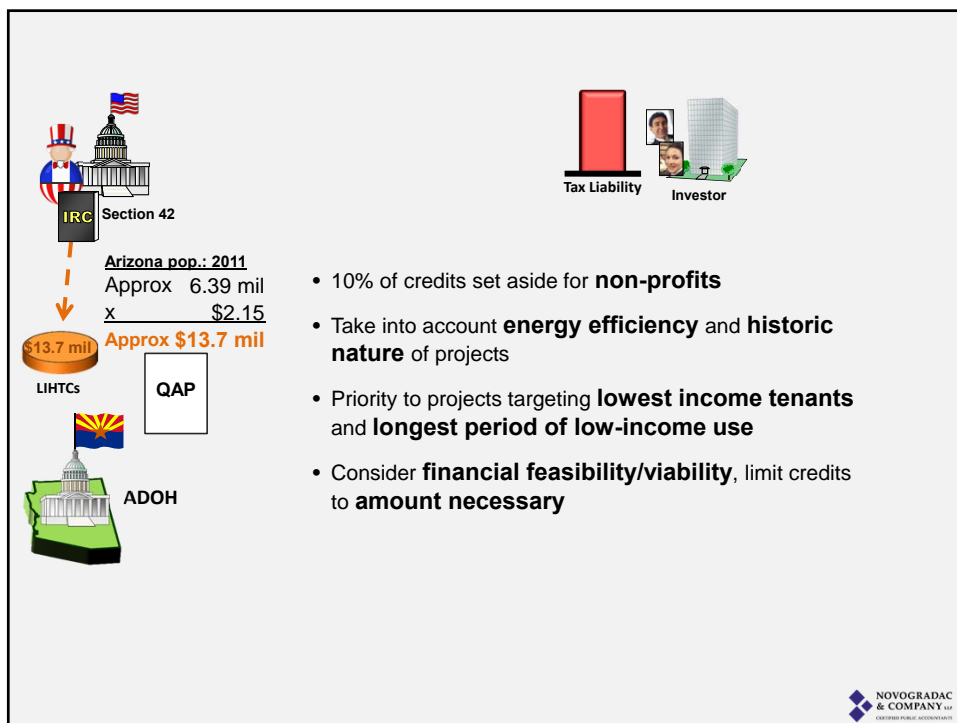 IRC
Section 42
Tax Liability
Investor
Arizona pop.: 2011
Approx 6.39 mil
x $2.15
Approx $13.7 mil
$13.7 mil
LIHTCs
QAP
ADOH
• 10% of credits set aside for non-profits
• Take into account energy efficiency and historic
nature of projects
• Priority to projects targeting lowest income tenants
and longest period of low-income use
• Consider financial feasibility/viability, limit credits
to amount necessary
NOVOGRADAC
& COMPANY LLP
CERTIFIED PUBLIC ACCOUNTANTS